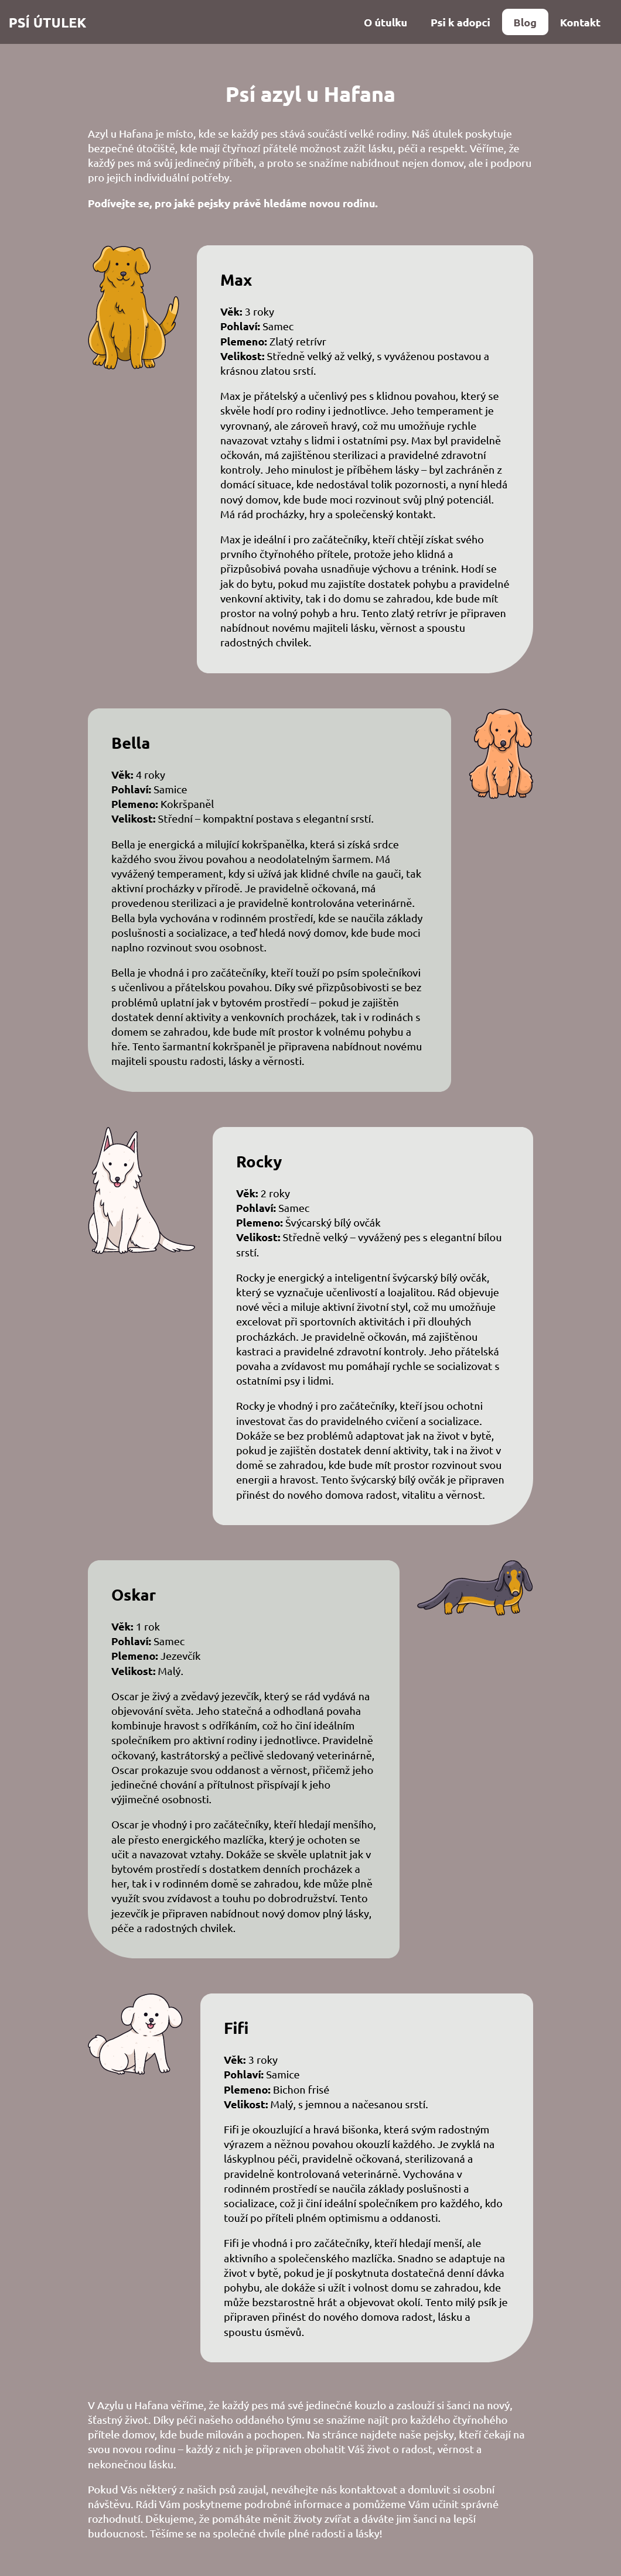 PSÍ ÚTULEK
O útulku
Psi k adopci
Blog
Kontakt
Psí azyl u Hafana
Azyl u Hafana je místo, kde se každý pes stává součástí velké rodiny. Náš útulek poskytuje
bezpečné útočiště, kde mají čtyřnozí přátelé možnost zažít lásku, péči a respekt. Věříme, že
každý pes má svůj jedinečný příběh, a proto se snažíme nabídnout nejen domov, ale i podporu
pro jejich individuální potřeby.
Podívejte se, pro jaké pejsky právě hledáme novou rodinu.
Max
Věk: 3 roky
Pohlaví: Samec
Plemeno: Zlatý retrívr
Velikost: Středně velký až velký, s vyváženou postavou a
krásnou zlatou srstí.
Max je přátelský a učenlivý pes s klidnou povahou, který se
skvěle hodí pro rodiny i jednotlivce. Jeho temperament je
vyrovnaný, ale zároveň hravý, což mu umožňuje rychle
navazovat vztahy s lidmi i ostatními psy. Max byl pravidelně
očkován, má zajištěnou sterilizaci a pravidelné zdravotní
kontroly. Jeho minulost je příběhem lásky – byl zachráněn z
domácí situace, kde nedostával tolik pozornosti, a nyní hledá
nový domov, kde bude moci rozvinout svůj plný potenciál.
Má rád procházky, hry a společenský kontakt.
Max je ideální i pro začátečníky, kteří chtějí získat svého
prvního čtyřnohého přítele, protože jeho klidná a
přizpůsobivá povaha usnadňuje výchovu a trénink. Hodí se
jak do bytu, pokud mu zajistíte dostatek pohybu a pravidelné
venkovní aktivity, tak i do domu se zahradou, kde bude mít
prostor na volný pohyb a hru. Tento zlatý retrívr je připraven
nabídnout novému majiteli lásku, věrnost a spoustu
radostných chvilek.
Bella
Věk: 4 roky
Pohlaví: Samice
Plemeno: Kokršpaněl
Velikost: Střední – kompaktní postava s elegantní srstí.
Bella je energická a milující kokršpanělka, která si získá srdce
každého svou živou povahou a neodolatelným šarmem. Má
vyvážený temperament, kdy si užívá jak klidné chvíle na gauči, tak
aktivní procházky v přírodě. Je pravidelně očkovaná, má
provedenou sterilizaci a je pravidelně kontrolována veterinárně.
Bella byla vychována v rodinném prostředí, kde se naučila základy
poslušnosti a socializace, a teď hledá nový domov, kde bude moci
naplno rozvinout svou osobnost.
Bella je vhodná i pro začátečníky, kteří touží po psím společníkovi
s učenlivou a přátelskou povahou. Díky své přizpůsobivosti se bez
problémů uplatní jak v bytovém prostředí – pokud je zajištěn
dostatek denní aktivity a venkovních procházek, tak i v rodinách s
domem se zahradou, kde bude mít prostor k volnému pohybu a
hře. Tento šarmantní kokršpaněl je připravena nabídnout novému
majiteli spoustu radosti, lásky a věrnosti.
Rocky
Věk: 2 roky
Pohlaví: Samec
Plemeno: Švýcarský bílý ovčák
Velikost: Středně velký – vyvážený pes s elegantní bílou
srstí.
Rocky je energický a inteligentní švýcarský bílý ovčák,
který se vyznačuje učenlivostí a loajalitou. Rád objevuje
nové věci a miluje aktivní životní styl, což mu umožňuje
excelovat při sportovních aktivitách i při dlouhých
procházkách. Je pravidelně očkován, má zajištěnou
kastraci a pravidelné zdravotní kontroly. Jeho přátelská
povaha a zvídavost mu pomáhají rychle se socializovat s
ostatními psy i lidmi.
Rocky je vhodný i pro začátečníky, kteří jsou ochotni
investovat čas do pravidelného cvičení a socializace.
Dokáže se bez problémů adaptovat jak na život v bytě,
pokud je zajištěn dostatek denní aktivity, tak i na život v
domě se zahradou, kde bude mít prostor rozvinout svou
energii a hravost. Tento švýcarský bílý ovčák je připraven
přinést do nového domova radost, vitalitu a věrnost.
Oskar
Věk: 1 rok
Pohlaví: Samec
Plemeno: Jezevčík
Velikost: Malý.
Oscar je živý a zvědavý jezevčík, který se rád vydává na
objevování světa. Jeho statečná a odhodlaná povaha
kombinuje hravost s odříkáním, což ho činí ideálním
společníkem pro aktivní rodiny i jednotlivce. Pravidelně
očkovaný, kastrátorský a pečlivě sledovaný veterinárně,
Oscar prokazuje svou oddanost a věrnost, přičemž jeho
jedinečné chování a přítulnost přispívají k jeho
výjimečné osobnosti.
Oscar je vhodný i pro začátečníky, kteří hledají menšího,
ale přesto energického mazlíčka, který je ochoten se
učit a navazovat vztahy. Dokáže se skvěle uplatnit jak v
bytovém prostředí s dostatkem denních procházek a
her, tak i v rodinném domě se zahradou, kde může plně
využít svou zvídavost a touhu po dobrodružství. Tento
jezevčík je připraven nabídnout nový domov plný lásky,
péče a radostných chvilek.
Fifi
Věk: 3 roky
Pohlaví: Samice
Plemeno: Bichon frisé
Velikost: Malý, s jemnou a načesanou srstí.
Fifi je okouzlující a hravá bišonka, která svým radostným
výrazem a něžnou povahou okouzlí každého. Je zvyklá na
láskyplnou péči, pravidelně očkovaná, sterilizovaná a
pravidelně kontrolovaná veterinárně. Vychována v
rodinném prostředí se naučila základy poslušnosti a
socializace, což ji činí ideální společníkem pro každého, kdo
touží po příteli plném optimismu a oddanosti.
Fifi je vhodná i pro začátečníky, kteří hledají menší, ale
aktivního a společenského mazlíčka. Snadno se adaptuje na
život v bytě, pokud je jí poskytnuta dostatečná denní dávka
pohybu, ale dokáže si užít i volnost domu se zahradou, kde
může bezstarostně hrát a objevovat okolí. Tento milý psík je
připraven přinést do nového domova radost, lásku a
spoustu úsměvů.
V Azylu u Hafana věříme, že každý pes má své jedinečné kouzlo a zaslouží si šanci na nový,
šťastný život. Díky péči našeho oddaného týmu se snažíme najít pro každého čtyřnohého
přítele domov, kde bude milován a pochopen. Na stránce najdete naše pejsky, kteří čekají na
svou novou rodinu – každý z nich je připraven obohatit Váš život o radost, věrnost a
nekonečnou lásku.
Pokud Vás některý z našich psů zaujal, neváhejte nás kontaktovat a domluvit si osobní
návštěvu. Rádi Vám poskytneme podrobné informace a pomůžeme Vám učinit správné
rozhodnutí. Děkujeme, že pomáháte měnit životy zvířat a dáváte jim šanci na lepší
budoucnost. Těšíme se na společné chvíle plné radosti a lásky!